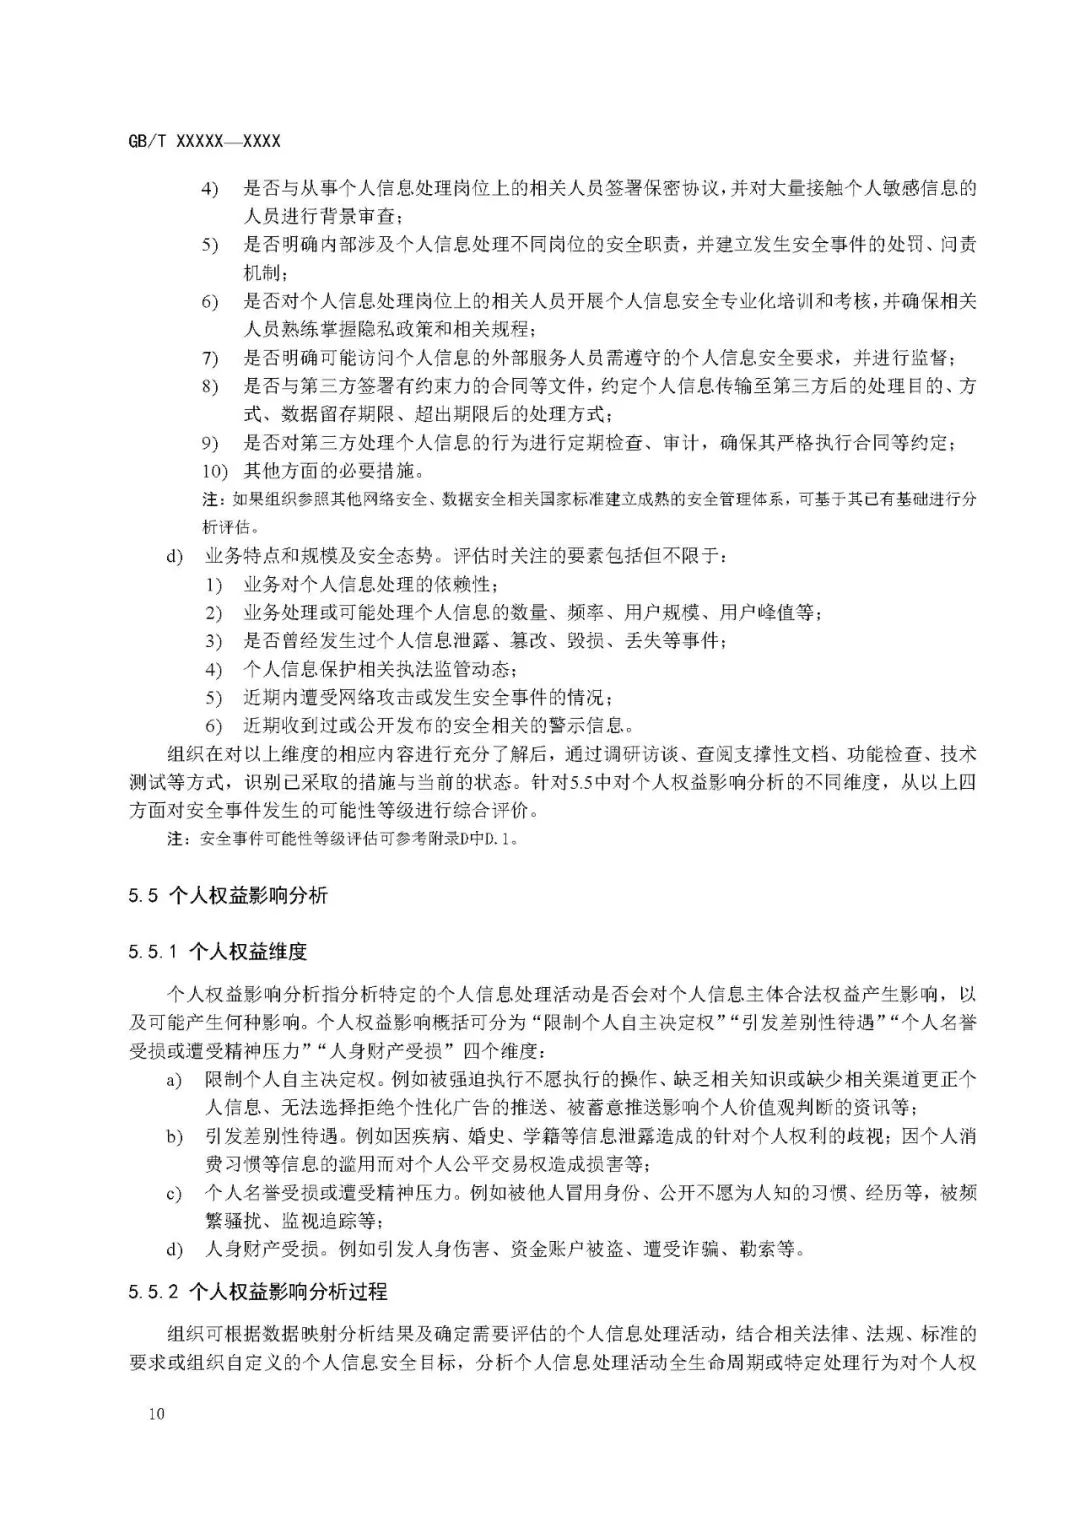 GB/T XXXXX—XXXX
4) 是否与从事个人信息处理岗位上的相关人员签署保密协议，并对大量接触个人敏感信息的
人员进行背景审查；
5) 是否明确内部涉及个人信息处理不同岗位的安全职责，并建立发生安全事件的处罚、问责
机制；
6) 是否对个人信息处理岗位上的相关人员开展个人信息安全专业化培训和考核，并确保相关
人员熟练掌握隐私政策和相关规程；
7) 是否明确可能访问个人信息的外部服务人员需遵守的个人信息安全要求，并进行监督；
8) 是否与第三方签署有约束力的合同等文件，约定个人信息传输至第三方后的处理目的、方
式、数据留存期限、超出期限后的处理方式；
9) 是否对第三方处理个人信息的行为进行定期检查、审计，确保其严格执行合同等约定；
10) 其他方面的必要措施。
注：如果组织参照其他网络安全、数据安全相关国家标准建立成熟的安全管理体系，可基于其已有基础进行分
析评估。
d) 业务特点和规模及安全态势。评估时关注的要素包括但不限于：
1) 业务对个人信息处理的依赖性；
2) 业务处理或可能处理个人信息的数量、频率、用户规模、用户峰值等；
3) 是否曾经发生过个人信息泄露、篡改、毁损、丢失等事件；
4) 个人信息保护相关执法监管动态；
5) 近期内遭受网络攻击或发生安全事件的情况；
6) 近期收到过或公开发布的安全相关的警示信息。
组织在对以上维度的相应内容进行充分了解后，通过调研访谈、查阅支撑性文档、功能检查、技术
测试等方式，识别已采取的措施与当前的状态。针对5.5中对个人权益影响分析的不同维度，从以上四
方面对安全事件发生的可能性等级进行综合评价。
注：安全事件可能性等级评估可参考附录D中D.1。
5.5 个人权益影响分析
5.5.1 个人权益维度
个人权益影响分析指分析特定的个人信息处理活动是否会对个人信息主体合法权益产生影响，以
及可能产生何种影响。个人权益影响概括可分为“限制个人自主决定权”“引发差别性待遇”“个人名誉
受损或遭受精神压力”“人身财产受损”四个维度：
a) 限制个人自主决定权。例如被强迫执行不愿执行的操作、缺乏相关知识或缺少相关渠道更正个
人信息、无法选择拒绝个性化广告的推送、被蓄意推送影响个人价值观判断的资讯等；
b) 引发差别性待遇。例如因疾病、婚史、学籍等信息泄露造成的针对个人权利的歧视；因个人消
费习惯等信息的滥用而对个人公平交易权造成损害等；
c) 个人名誉受损或遭受精神压力。例如被他人冒用身份、公开不愿为人知的习惯、经历等，被频
繁骚扰、监视追踪等；
d) 人身财产受损。例如引发人身伤害、资金账户被盗、遭受诈骗、勒索等。
5.5.2 个人权益影响分析过程
组织可根据数据映射分析结果及确定需要评估的个人信息处理活动，结合相关法律、法规、标准的
要求或组织自定义的个人信息安全目标，分析个人信息处理活动全生命周期或特定处理行为对个人权
10